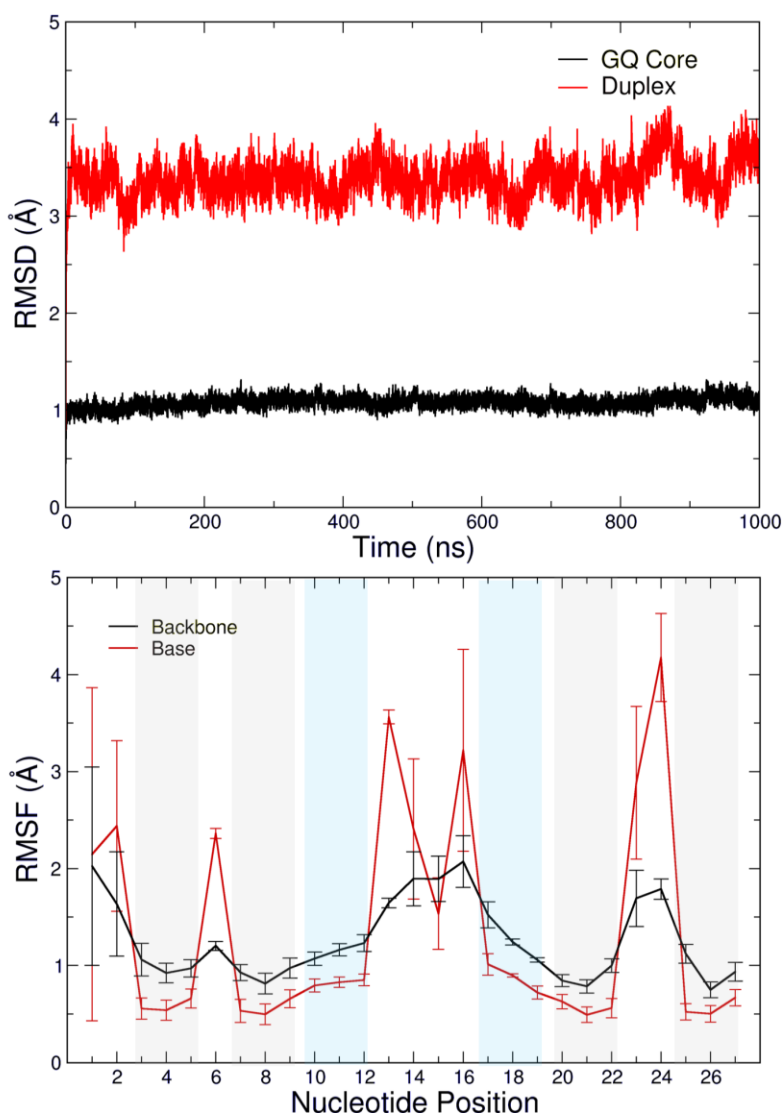 5
4
3
2
1
0
RMSD (Å)
GQ Core
Duplex
0 200 400 600 800 1000
Time (ns)
5
4
3
2
1
0
RMSF (Å)
Backbone
Base
2 4 6 8 10 12 14 16 18 20 22 24 26
Nucleotide Position